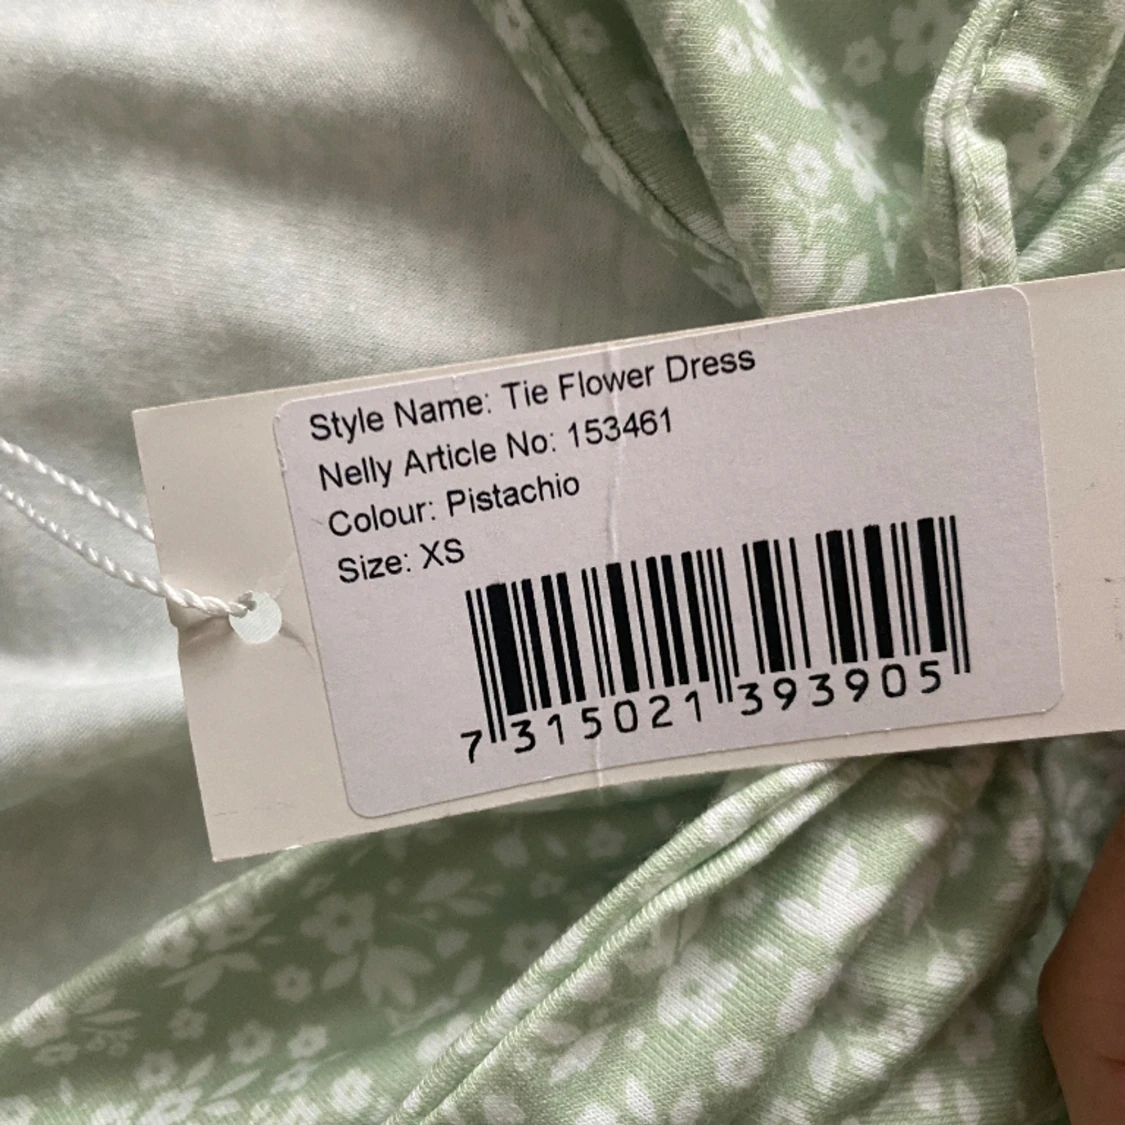 Style Name: Tie Flower Dress
Nelly Article No: 153461
Colour: Pistachio
Size: XS
7 315021 393905